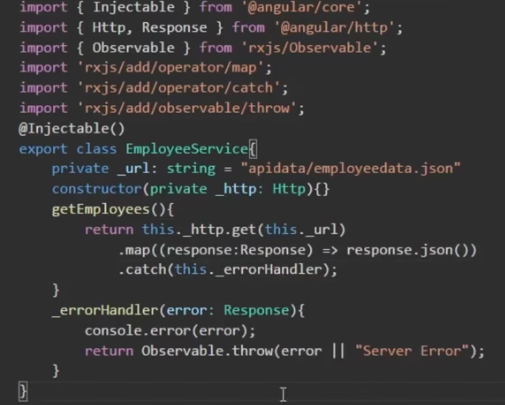 import { Injectable } from '@angular/core';
import { Http, Response } from '@angular/http';
import { Observable } from 'rxjs/Observable';
import 'rxjs/add/operator/map';
import 'rxjs/add/operator/catch';
import 'rxjs/add/observable/throw';
@Injectable()
export class EmployeeService{
    private _url: string = "apidata/employeedata.json"
    constructor(private _http: Http){}
    getEmployees(){
        return this._http.get(this._url)
            .map((response:Response) => response.json())
            .catch(this._errorHandler);
    }
    _errorHandler(error: Response){
        console.error(error);
        return Observable.throw(error || "Server Error");
    }
}